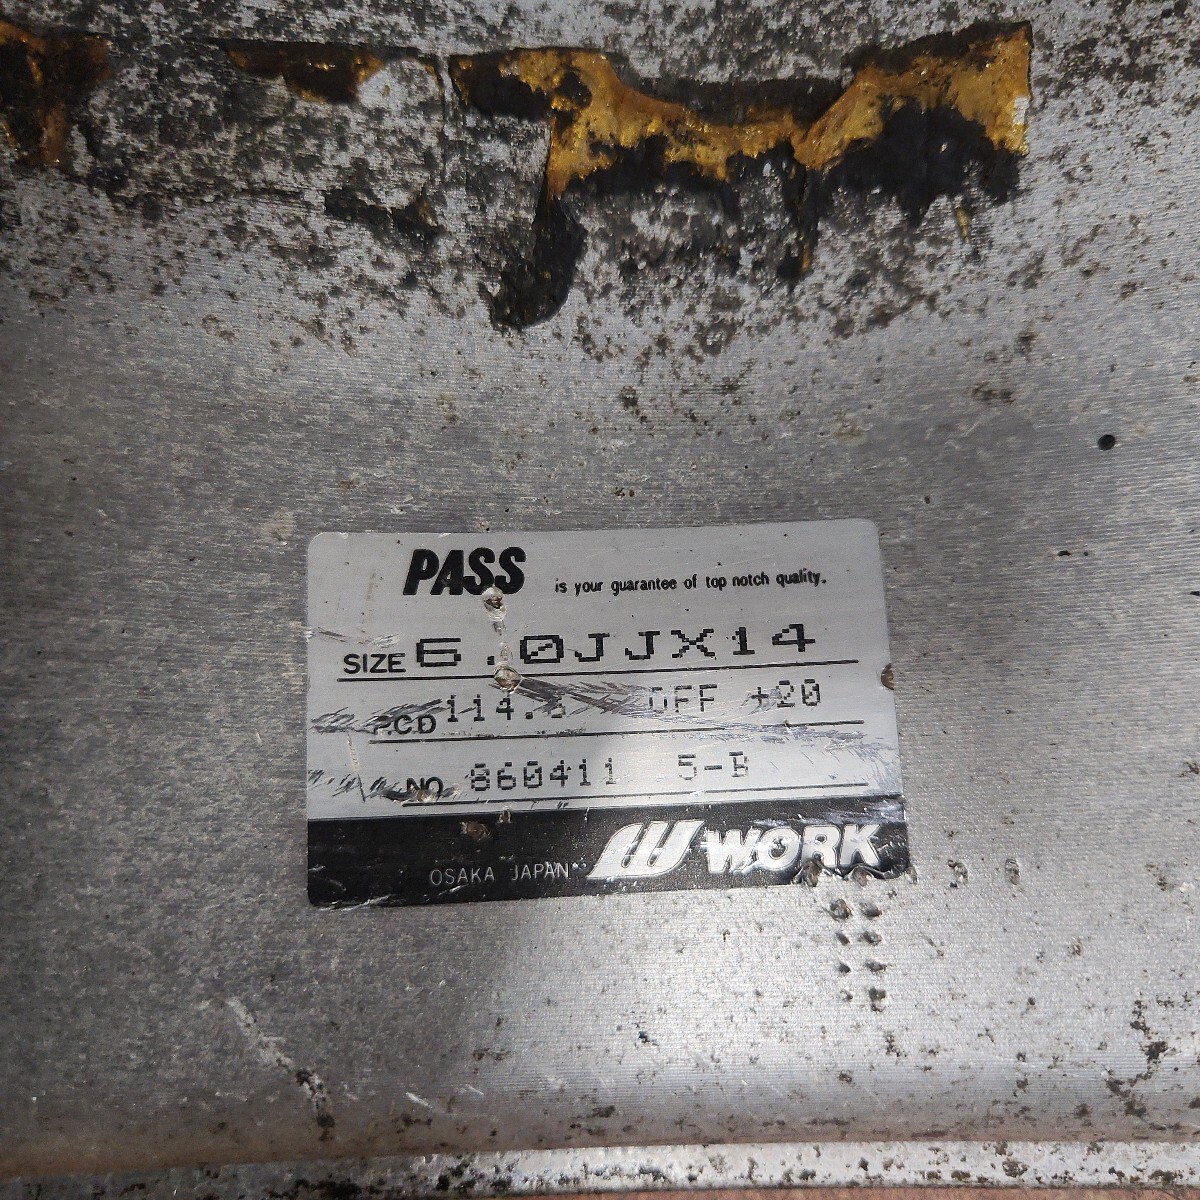 PASS is your guarantee of top notch quality.
SIZE 6.0JJX14
P.C.D OFF +20
NO. 860411 5-B
OSAKA JAPAN W WORK